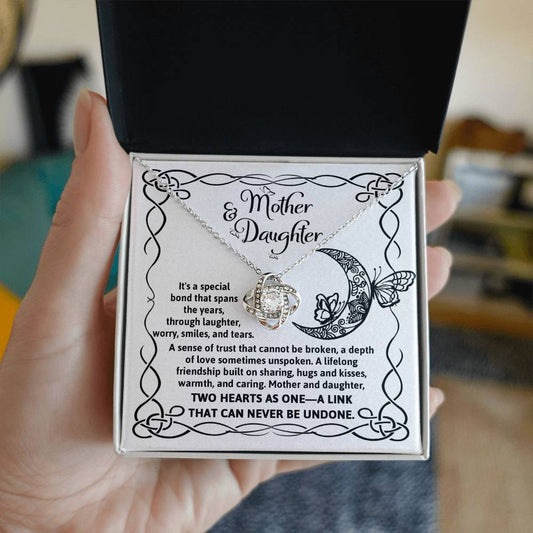 Mother
& Daughter
It's a special
bond that spans
the years,
through laughter,
worry, smiles, and tears.
A sense of trust that cannot be broken, a depth
of love sometimes unspoken. A lifelong
friendship built on sharing, hugs and kisses,
warmth, and caring. Mother and daughter,
TWO HEARTS AS ONE—A LINK
THAT CAN NEVER BE UNDONE.